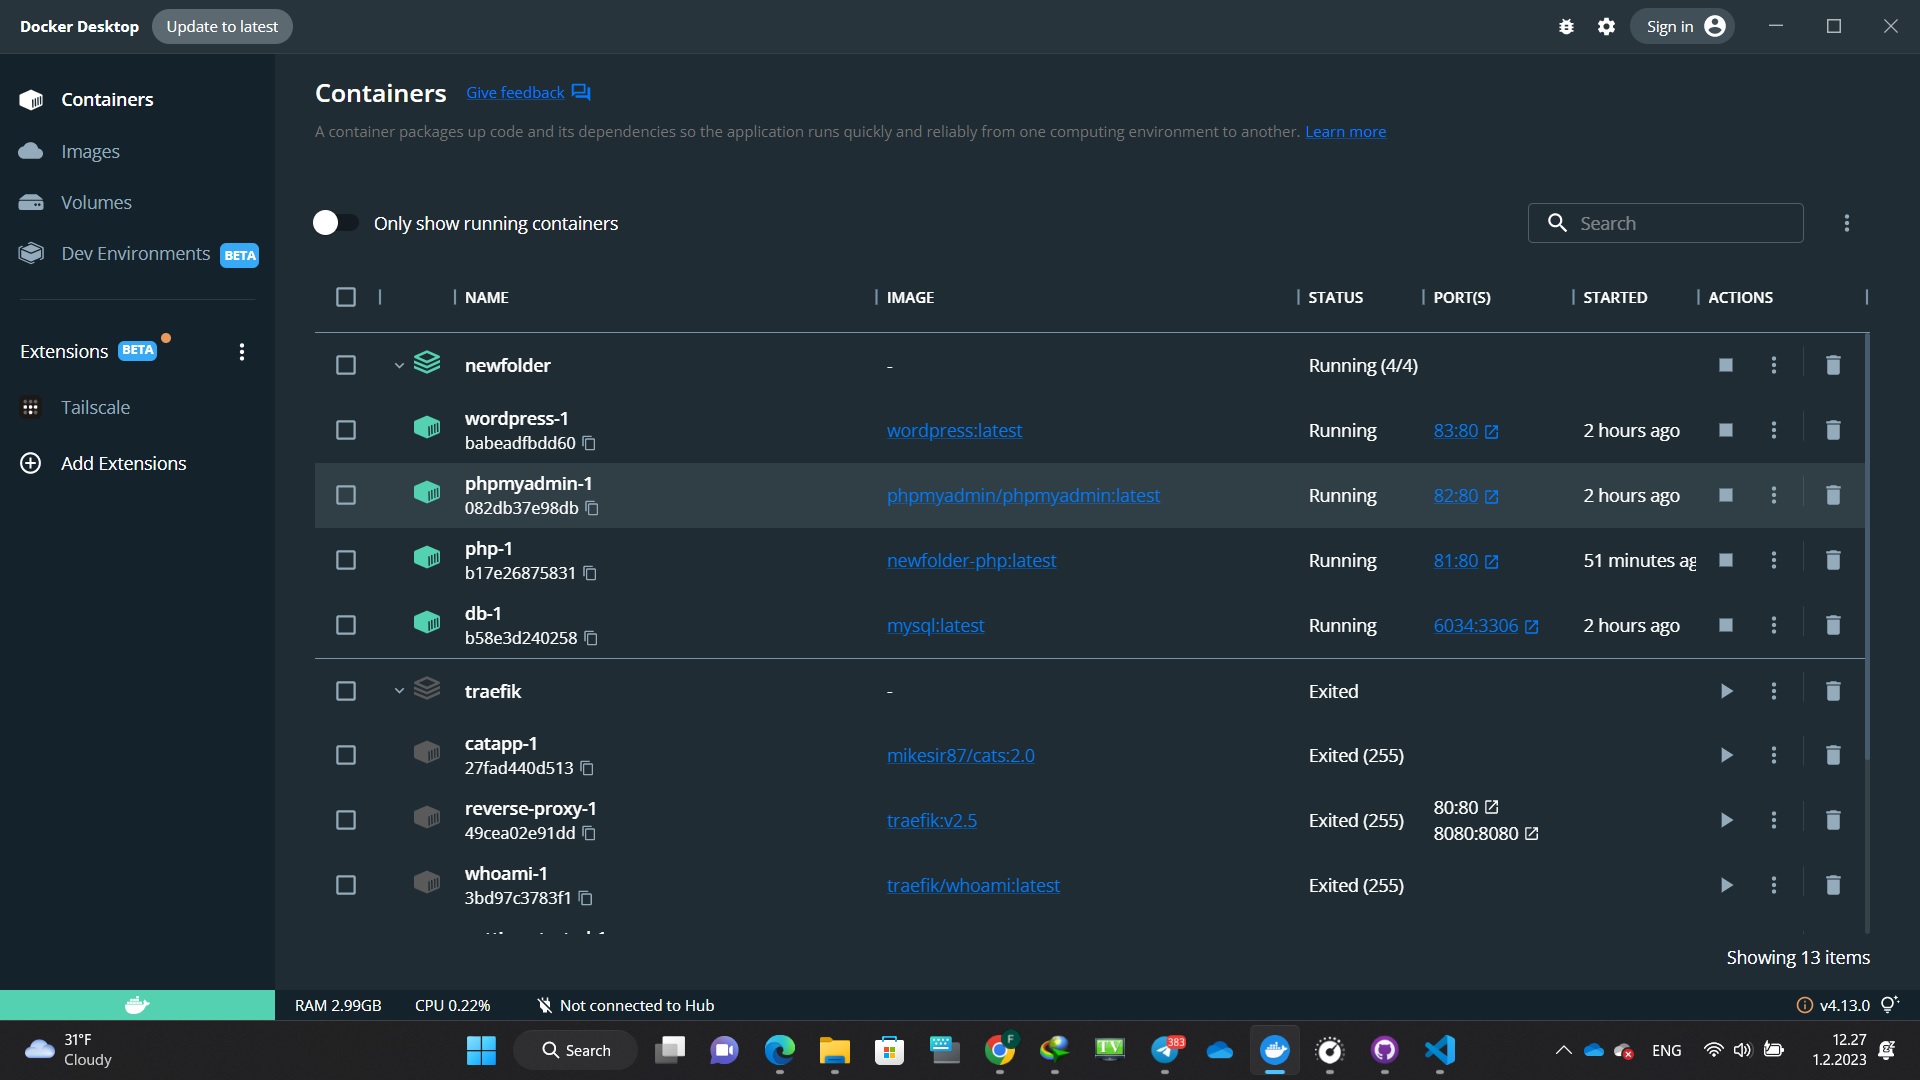 Docker Desktop
Update to latest
Sign in
Containers
Images
Volumes
Dev Environments BETA
Extensions BETA
Tailscale
Add Extensions
Containers Give feedback
A container packages up code and its dependencies so the application runs quickly and reliably from one computing environment to another. Learn more
Only show running containers
Search
NAME IMAGE STATUS PORT(S) STARTED ACTIONS
newfolder - Running (4/4)
wordpress-1
babeadfbdd60 wordpress:latest Running 83:80 2 hours ago
phpmyadmin-1
082db37e98db phpmyadmin/phpmyadmin:latest Running 82:80 2 hours ago
php-1
b17e26875831 newfolder-php:latest Running 81:80 51 minutes ag
db-1
b58e3d240258 mysql:latest Running 6034:3306 2 hours ago
traefik - Exited
catapp-1
27fad440d513 mikesir87/cats:2.0 Exited (255)
reverse-proxy-1
49cea02e91dd traefik:v2.5 Exited (255) 80:80
8080:8080
whoami-1
3bd97c3783f1 traefik/whoami:latest Exited (255)
Showing 13 items
RAM 2.99GB CPU 0.22% Not connected to Hub
v4.13.0
31°F
Cloudy
Search
F
TV
383
ENG
12.27
1.2.2023